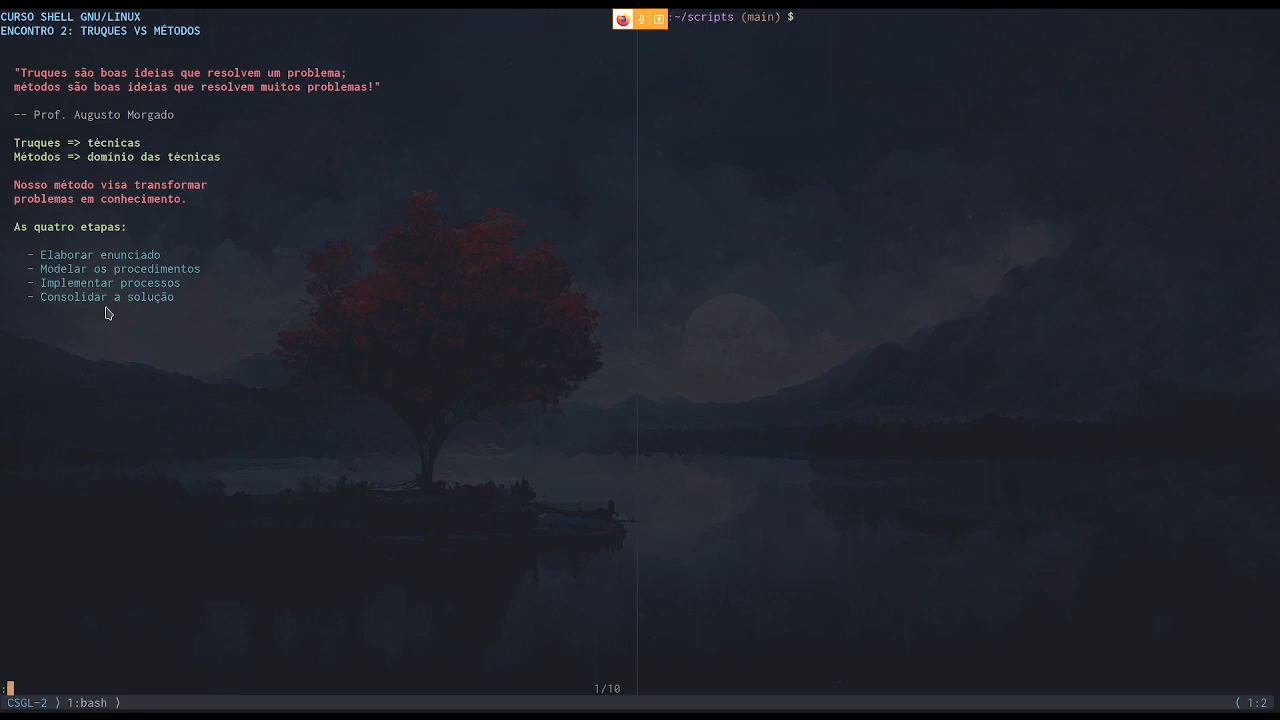 CURSO SHELL GNU/LINUX
ENCONTRO 2: TRUQUES VS MÉTODOS
"Truques são boas ideias que resolvem um problema;
métodos são boas ideias que resolvem muitos problemas!"
-- Prof. Augusto Morgado
Truques => técnicas
Métodos => domínio das técnicas
Nosso método visa transformar
problemas em conhecimento.
As quatro etapas:
- Elaborar enunciado
- Modelar os procedimentos
- Implementar processos
- Consolidar a solução
:~/scripts (main) $
:
1/10
CSGL-2 ⟩ 1:bash ⟩
⟨ 1:2